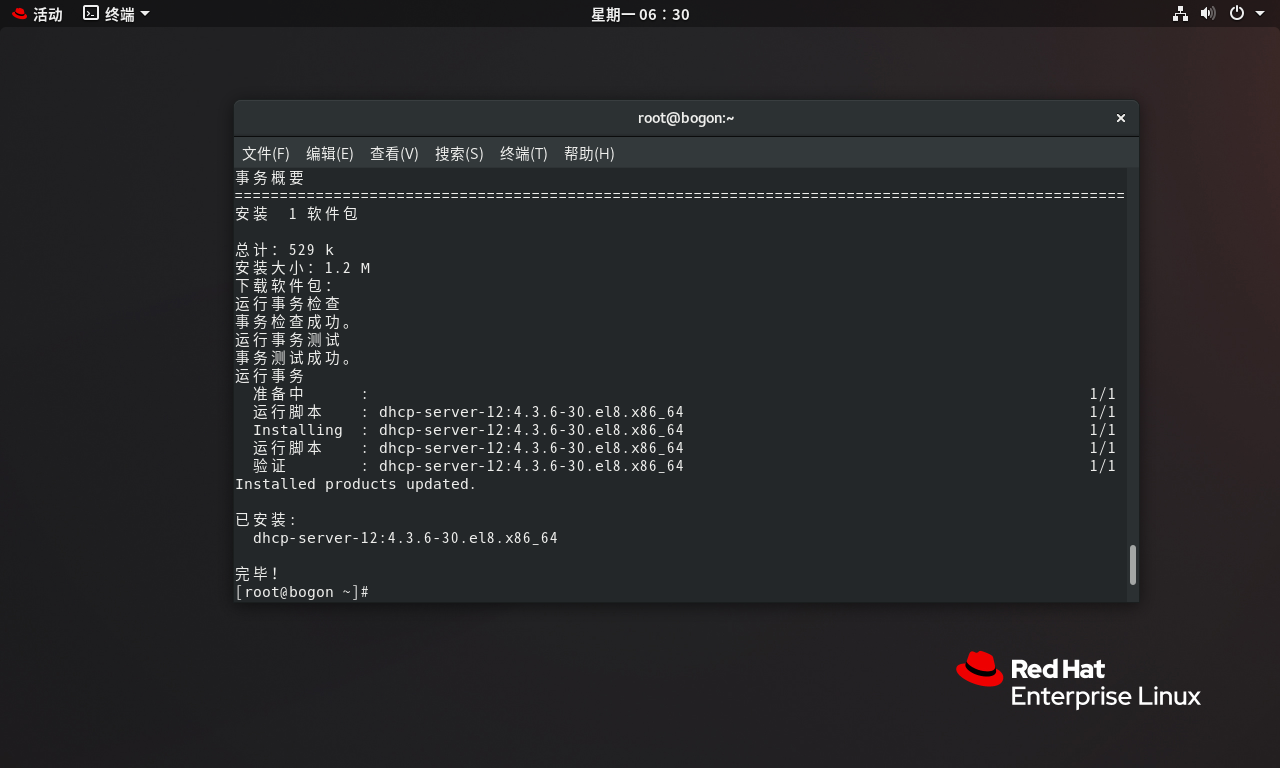 活动 终端 星期一 06：30
root@bogon:~ ×
文件(F) 编辑(E) 查看(V) 搜索(S) 终端(T) 帮助(H)
事务概要
===================================================================================================
安装  1 软件包

总计：529 k
安装大小：1.2 M
下载软件包：
运行事务检查
事务检查成功。
运行事务测试
事务测试成功。
运行事务
  准备中      :                                                                                1/1
  运行脚本    : dhcp-server-12:4.3.6-30.el8.x86_64                                             1/1
  Installing  : dhcp-server-12:4.3.6-30.el8.x86_64                                             1/1
  运行脚本    : dhcp-server-12:4.3.6-30.el8.x86_64                                             1/1
  验证        : dhcp-server-12:4.3.6-30.el8.x86_64                                             1/1
Installed products updated.

已安装：
  dhcp-server-12:4.3.6-30.el8.x86_64

完毕！
[root@bogon ~]#
Red Hat
Enterprise Linux